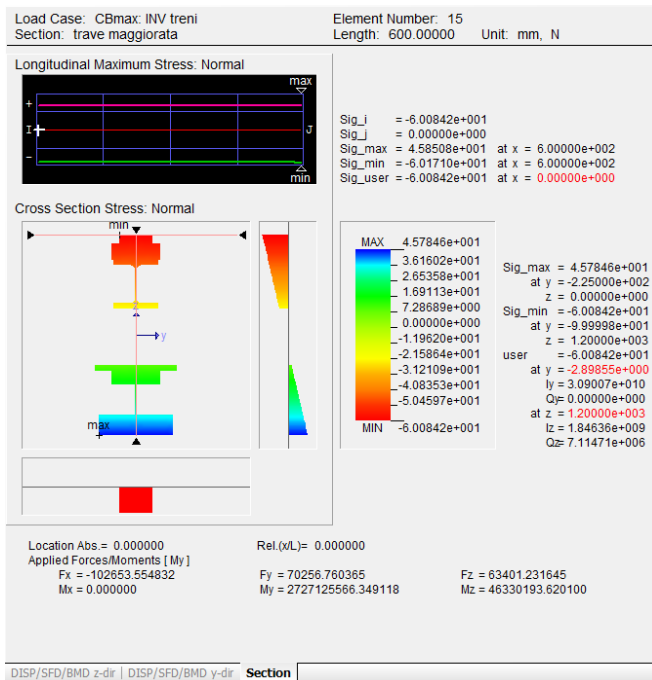 Load Case: CBmax: INV treni Element Number: 15
Section: trave maggiorata Length: 600.00000 Unit: mm, N
Longitudinal Maximum Stress: Normal
max
+
I
J
-
min
Sig_i = -6.00842e+001
Sig_j = 0.00000e+000
Sig_max = 4.58508e+001 at x = 6.00000e+002
Sig_min = -6.01710e+001 at x = 6.00000e+002
Sig_user = -6.00842e+001 at x = 0.00000e+000
Cross Section Stress: Normal
min
z
y
max
MAX 4.57846e+001
3.61602e+001
2.65358e+001
1.69113e+001
7.28689e+000
0.00000e+000
-1.19620e+001
-2.15864e+001
-3.12109e+001
-4.08353e+001
-5.04597e+001
MIN -6.00842e+001
Sig_max = 4.57846e+001
at y = -2.25000e+002
z = 0.00000e+000
Sig_min = -6.00842e+001
at y = -9.99998e+001
z = 1.20000e+003
user = -6.00842e+001
at y = -2.89855e+000
Iy = 3.09007e+010
Qy= 0.00000e+000
at z = 1.20000e+003
Iz = 1.84636e+009
Qz= 7.11471e+006
Location Abs.= 0.000000 Rel.(x/L)= 0.000000
Applied Forces/Moments [ My ]
Fx = -102653.554832 Fy = 70256.760365 Fz = 63401.231645
Mx = 0.000000 My = 2727125566.349118 Mz = 46330193.620100
DISP/SFD/BMD z-dir | DISP/SFD/BMD y-dir Section